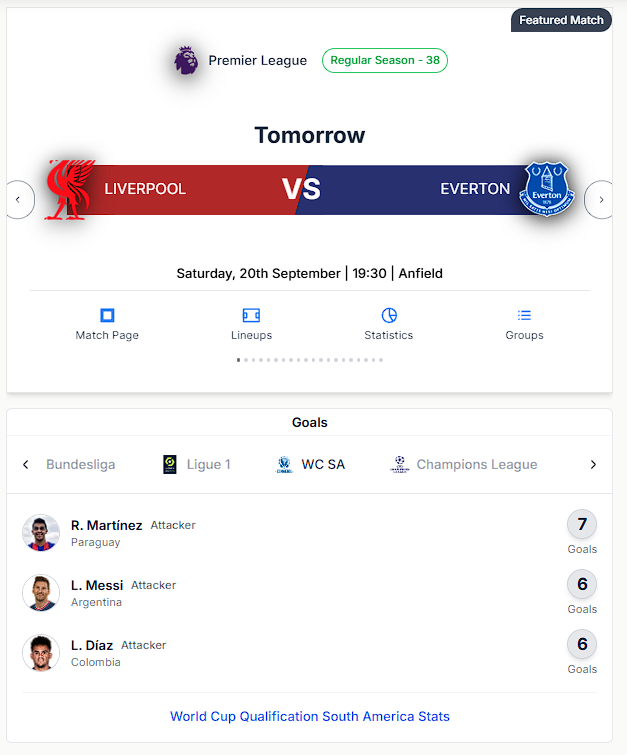 Featured Match
Premier League Regular Season - 38
Tomorrow
LIVERPOOL VS EVERTON
Everton
Saturday, 20th September | 19:30 | Anfield
Match Page Lineups Statistics Groups
Goals
Bundesliga Ligue 1 WC SA Champions League
R. Martínez Attacker 7
Paraguay Goals
L. Messi Attacker 6
Argentina Goals
L. Díaz Attacker 6
Colombia Goals
World Cup Qualification South America Stats